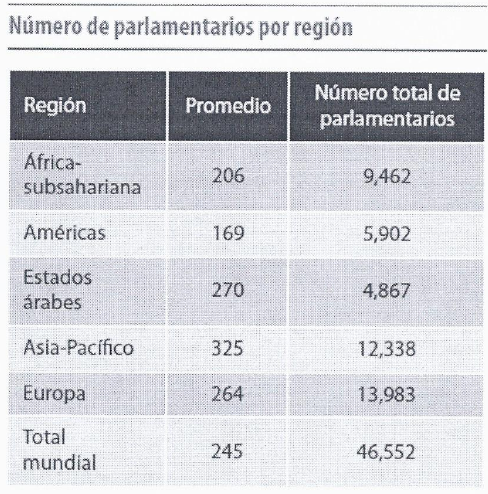 Número de parlamentarios por región
Región Promedio Número total de
parlamentarios
África-
subsahariana 206 9,462
Américas 169 5,902
Estados
árabes 270 4,867
Asia-Pacífico 325 12,338
Europa 264 13,983
Total
mundial 245 46,552